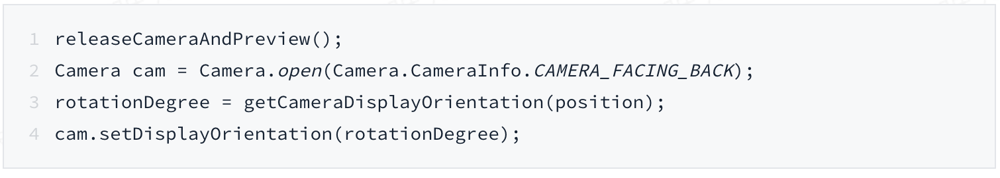 1 releaseCameraAndPreview();
2 Camera cam = Camera.open(Camera.CameraInfo.CAMERA_FACING_BACK);
3 rotationDegree = getCameraDisplayOrientation(position);
4 cam.setDisplayOrientation(rotationDegree);